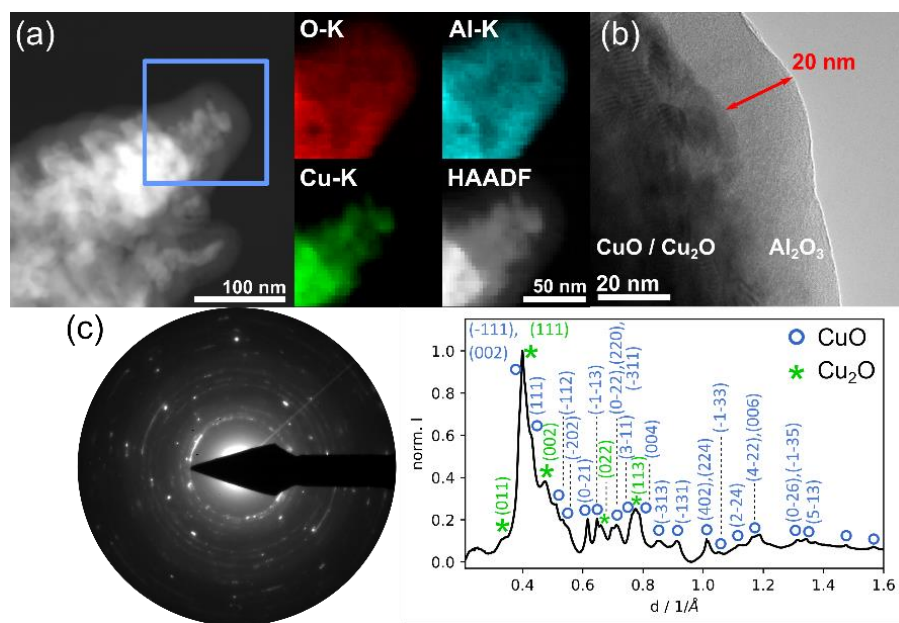 (a)
O-K
Al-K
Cu-K
HAADF
100 nm
50 nm
(b)
20 nm
CuO / Cu₂O
Al₂O₃
20 nm
(c)
(-111),
(002)
(111)
(011)
(111)
(002)
(-112)
(-202)
(0-21)
(-1-13)
(022)
(0-22),(220),
(-311)
(3-11)
(113)
(004)
(-313)
(-131)
(402),(224)
(-1-33)
(2-24)
(4-22),(006)
(0-26),(-1-35)
(5-13)
CuO
Cu₂O
norm. I
1.0
0.8
0.6
0.4
0.2
0.0
0.4
0.6
0.8
1.0
1.2
1.4
1.6
d / 1/Å